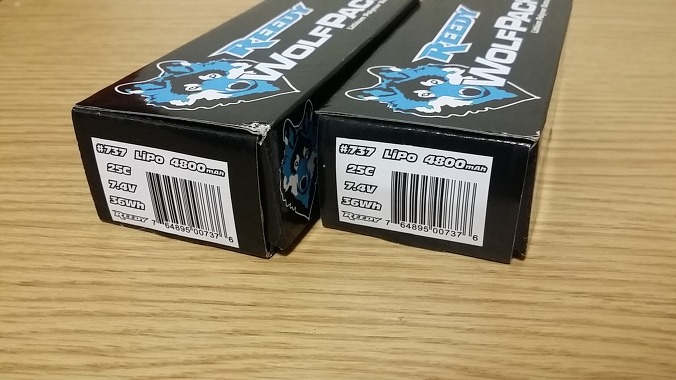 REEDY
WOLFPACK
#737 LiPo 4800mAh
25C
7.4V
36Wh
REEDY
7 64895 00737 6
REEDY
WOLFPACK
#737 LiPo 4800mAh
25C
7.4V
36Wh
REEDY
7 64895 00737 6